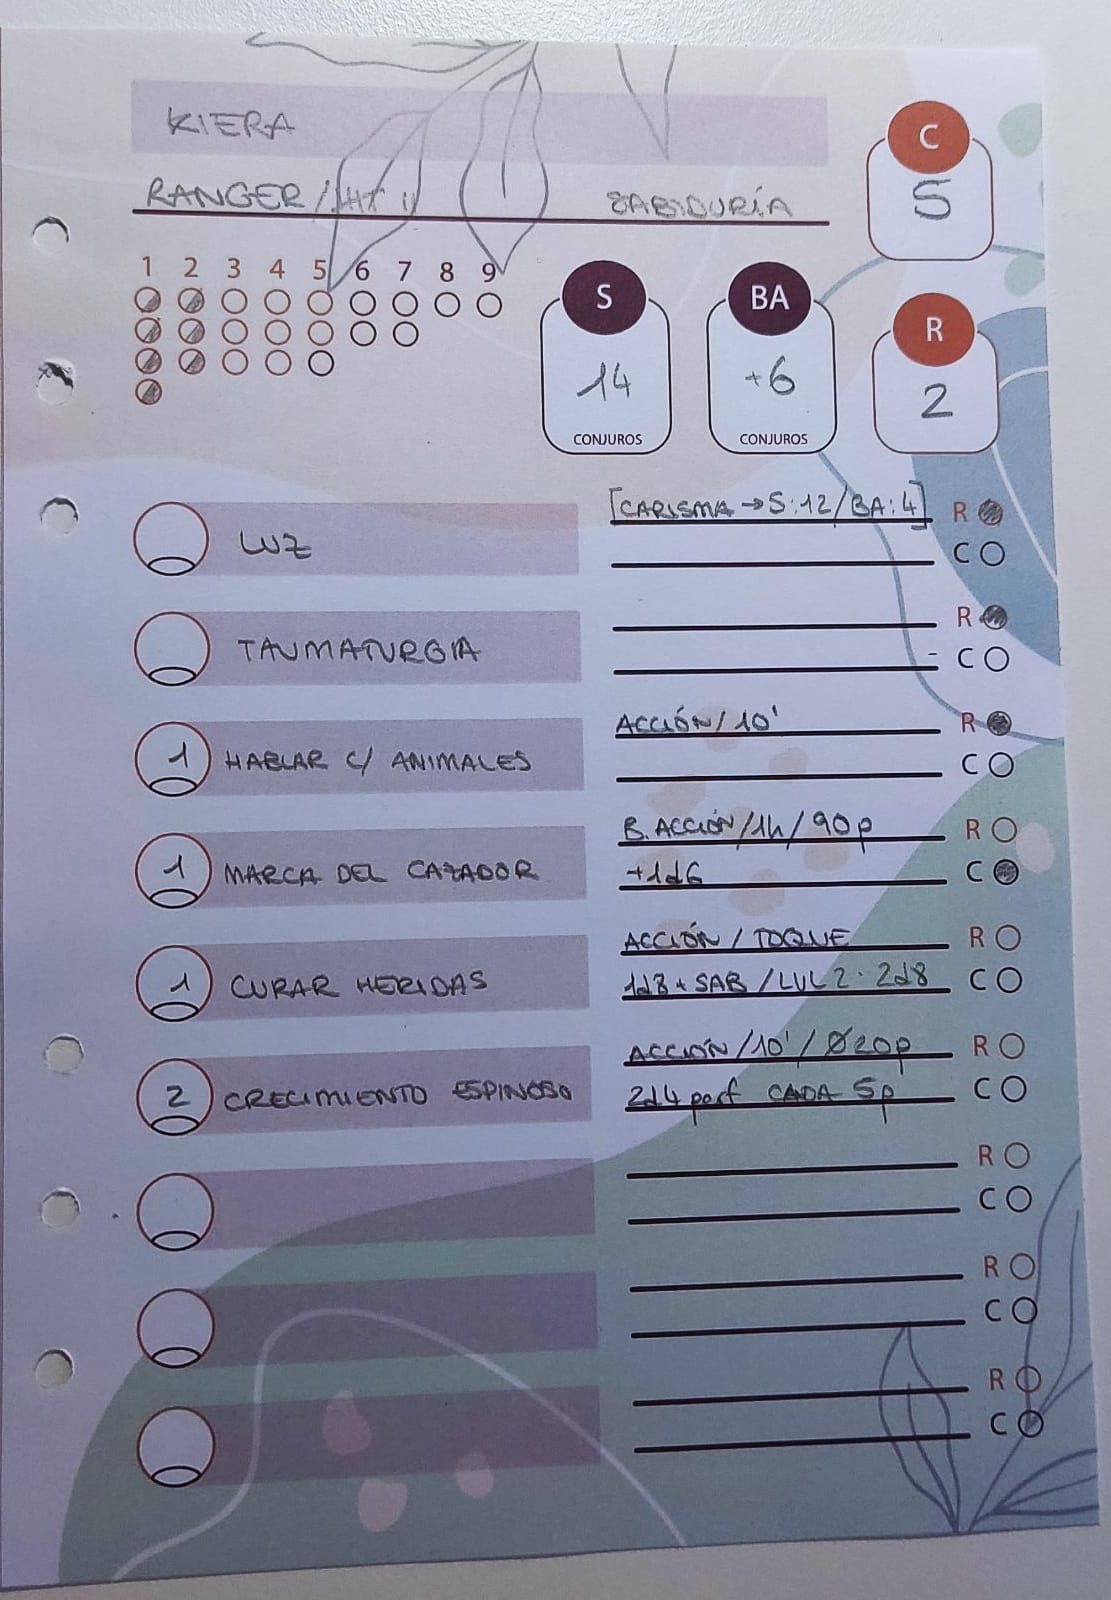 KIERA
C
5
RANGER/
SABIDURÍA
1 2 3 4 5 6 7 8 9
S
14
CONJUROS
BA
+6
CONJUROS
R
2
LUZ
[CARISMA → S:12/BA:4]
R
C
TAUMATURGIA
R
C
1 HABLAR C/ ANIMALES
ACCIÓN/10'
R
C
1 MARCA DEL CAZADOR
B. ACCIÓN/1h/90p
R
+1d6
C
1 CURAR HERIDAS
ACCIÓN / TOQUE
R
1d8+SAB/LVL 2: 2d8
C
2 CRECIMIENTO ESPINOSO
ACCIÓN/10'/Ø20p
R
2d4 perf CADA 5p
C
R
C
R
C
R
C